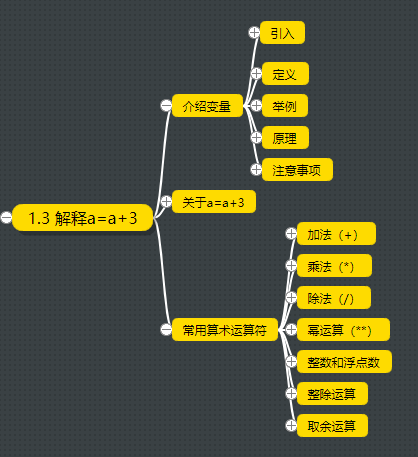 1.3 解释a=a+3
介绍变量
引入
定义
举例
原理
注意事项
关于a=a+3
常用算术运算符
加法（+）
乘法（*）
除法（/）
幂运算（**）
整数和浮点数
整除运算
取余运算